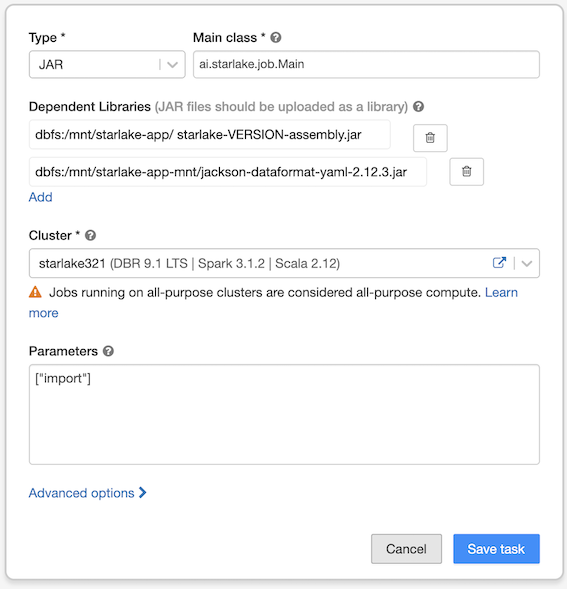 Type * Main class *
JAR ai.starlake.job.Main
Dependent Libraries (JAR files should be uploaded as a library)
dbfs:/mnt/starlake-app/ starlake-VERSION-assembly.jar
dbfs:/mnt/starlake-app-mnt/jackson-dataformat-yaml-2.12.3.jar
Add
Cluster *
starlake321 (DBR 9.1 LTS | Spark 3.1.2 | Scala 2.12)
Jobs running on all-purpose clusters are considered all-purpose compute. Learn
more
Parameters
["import"]
Advanced options
Cancel Save task